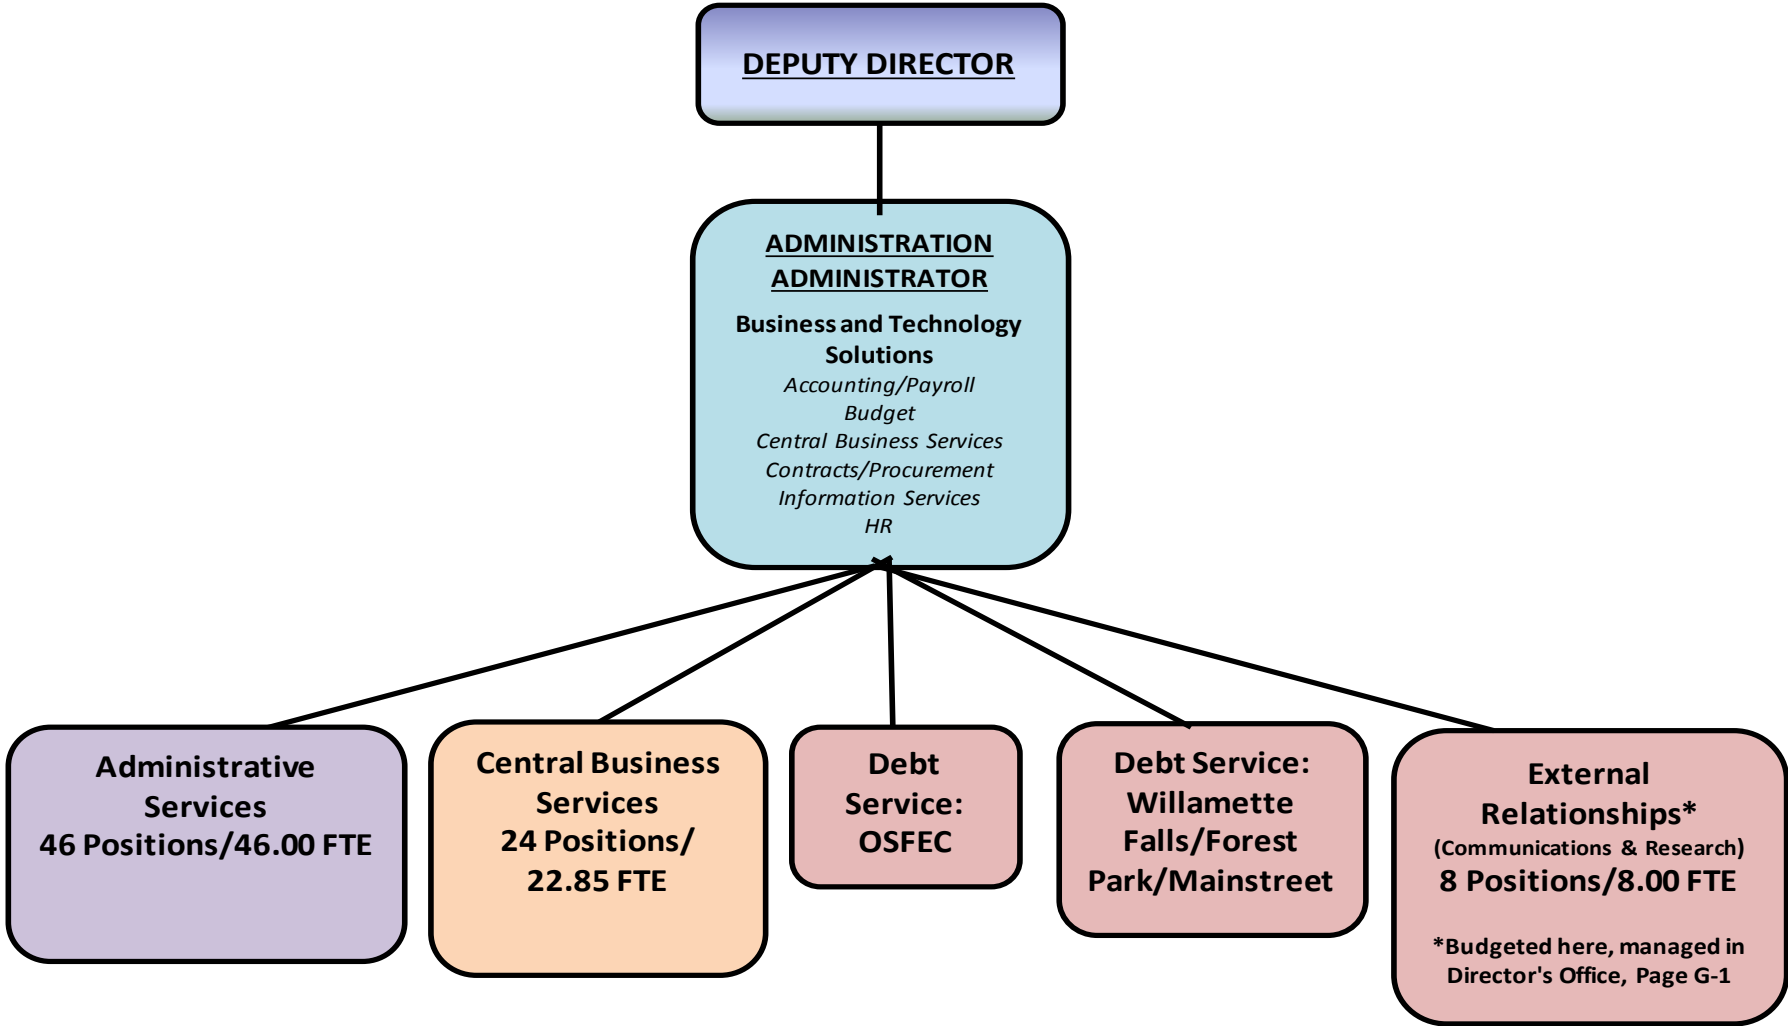 DEPUTY DIRECTOR
ADMINISTRATION
ADMINISTRATOR
Business and Technology
Solutions
Accounting/Payroll
Budget
Central Business Services
Contracts/Procurement
Information Services
HR
Administrative
Services
46 Positions/46.00 FTE
Central Business
Services
24 Positions/
22.85 FTE
Debt
Service:
OSFEC
Debt Service:
Willamette
Falls/Forest
Park/Mainstreet
External
Relationships*
(Communications & Research)
8 Positions/8.00 FTE
*Budgeted here, managed in
Director's Office, Page G-1